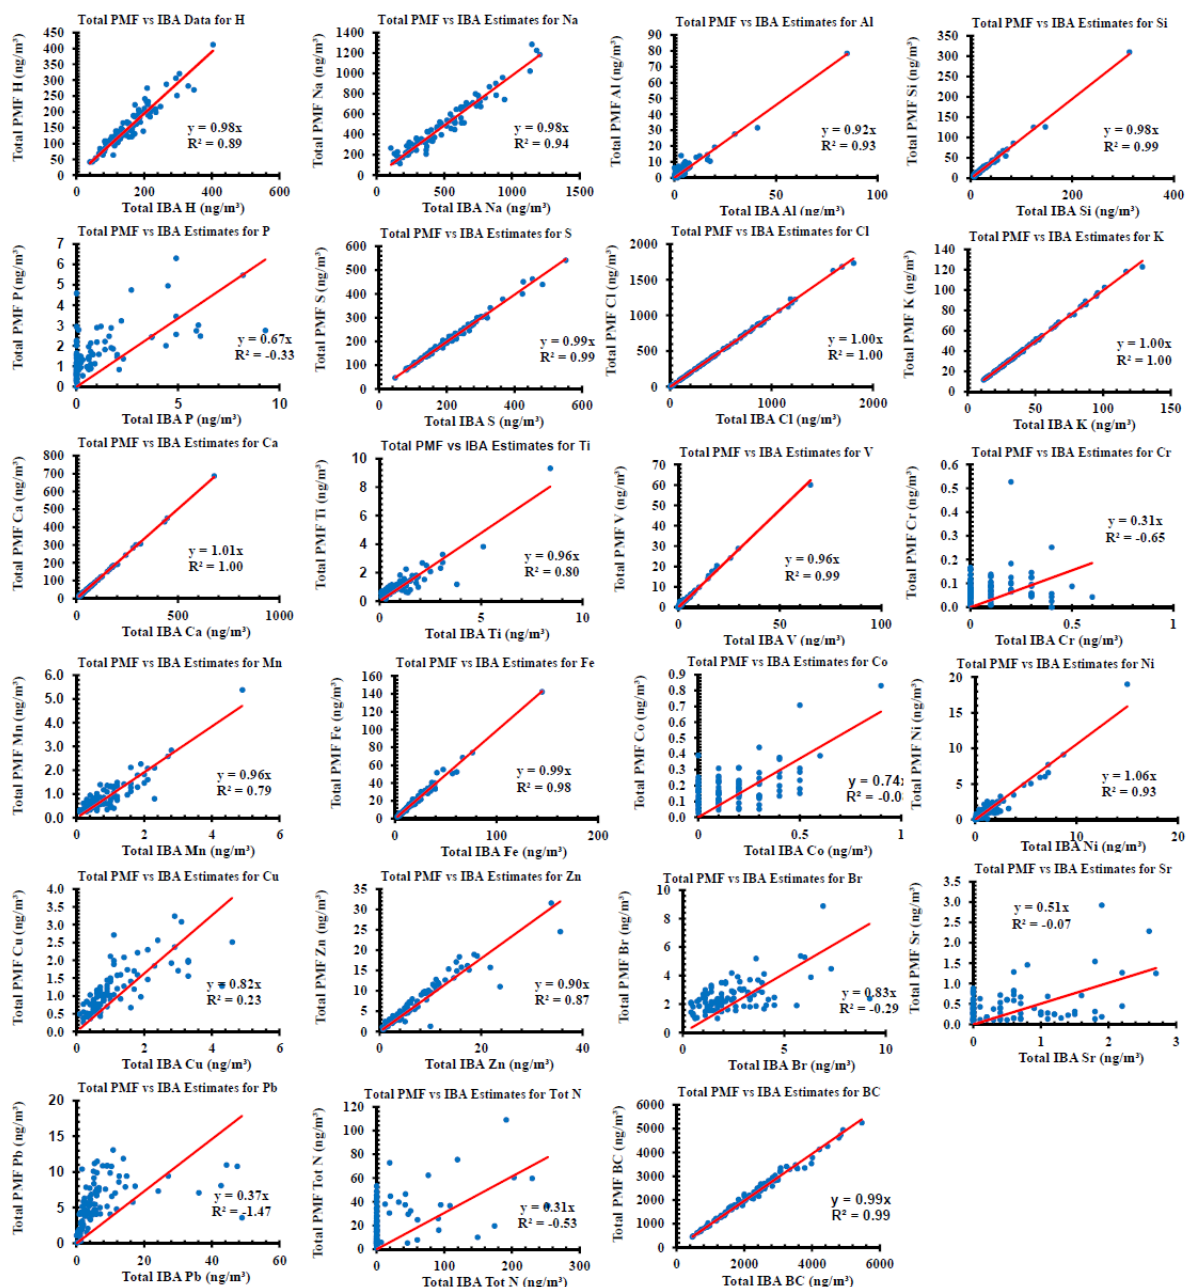 Total PMF vs IBA Data for H
Total PMF H (ng/m³)
450
400
350
300
250
200
150
100
50
0
y = 0.98x
R² = 0.89
0 200 400 600
Total IBA H (ng/m³)
Total PMF vs IBA Estimates for Na
Total PMF Na (ng/m³)
1400
1200
1000
800
600
400
200
0
y = 0.98x
R² = 0.94
0 500 1000 1500
Total IBA Na (ng/m³)
Total PMF vs IBA Estimates for Al
Total PMF Al (ng/m³)
90
80
70
60
50
40
30
20
10
0
y = 0.92x
R² = 0.93
0 50 100
Total IBA Al (ng/m³)
Total PMF vs IBA Estimates for Si
Total PMF Si (ng/m³)
350
300
250
200
150
100
50
0
y = 0.98x
R² = 0.99
0 200 400
Total IBA Si (ng/m³)
Total PMF vs IBA Estimates for P
Total PMF P (ng/m³)
7
6
5
4
3
2
1
0
y = 0.67x
R² = -0.33
0 5 10
Total IBA P (ng/m³)
Total PMF vs IBA Estimates for S
Total PMF S (ng/m³)
600
500
400
300
200
100
0
y = 0.99x
R² = 0.99
0 200 400 600
Total IBA S (ng/m³)
Total PMF vs IBA Estimates for Cl
Total PMF Cl (ng/m³)
2000
1500
1000
500
0
y = 1.00x
R² = 1.00
0 1000 2000
Total IBA Cl (ng/m³)
Total PMF vs IBA Estimates for K
Total PMF K (ng/m³)
140
120
100
80
60
40
20
0
y = 1.00x
R² = 1.00
0 50 100 150
Total IBA K (ng/m³)
Total PMF vs IBA Estimates for Ca
Total PMF Ca (ng/m³)
800
700
600
500
400
300
200
100
0
y = 1.01x
R² = 1.00
0 500 1000
Total IBA Ca (ng/m³)
Total PMF vs IBA Estimates for Ti
Total PMF Ti (ng/m³)
10
8
6
4
2
0
y = 0.96x
R² = 0.80
0 5 10
Total IBA Ti (ng/m³)
Total PMF vs IBA Estimates for V
Total PMF V (ng/m³)
70
60
50
40
30
20
10
0
y = 0.96x
R² = 0.99
0 50 100
Total IBA V (ng/m³)
Total PMF vs IBA Estimates for Cr
Total PMF Cr (ng/m³)
0.6
0.5
0.4
0.3
0.2
0.1
0.0
y = 0.31x
R² = -0.65
0 0.5 1
Total IBA Cr (ng/m³)
Total PMF vs IBA Estimates for Mn
Total PMF Mn (ng/m³)
6.0
5.0
4.0
3.0
2.0
1.0
0.0
y = 0.96x
R² = 0.79
0 2 4 6
Total IBA Mn (ng/m³)
Total PMF vs IBA Estimates for Fe
Total PMF Fe (ng/m³)
160
140
120
100
80
60
40
20
0
y = 0.99x
R² = 0.98
0 100 200
Total IBA Fe (ng/m³)
Total PMF vs IBA Estimates for Co
Total PMF Co (ng/m³)
0.9
0.8
0.7
0.6
0.5
0.4
0.3
0.2
0.1
0.0
y = 0.74x
R² = -0.0
0 0.5 1
Total IBA Co (ng/m³)
Total PMF vs IBA Estimates for Ni
Total PMF Ni (ng/m³)
20
15
10
5
0
y = 1.06x
R² = 0.93
0 10 20
Total IBA Ni (ng/m³)
Total PMF vs IBA Estimates for Cu
Total PMF Cu (ng/m³)
4.0
3.5
3.0
2.5
2.0
1.5
1.0
0.5
0.0
y = 0.82x
R² = 0.23
0 2 4 6
Total IBA Cu (ng/m³)
Total PMF vs IBA Estimates for Zn
Total PMF Zn (ng/m³)
35
30
25
20
15
10
5
0
y = 0.90x
R² = 0.87
0 20 40
Total IBA Zn (ng/m³)
Total PMF vs IBA Estimates for Br
Total PMF Br (ng/m³)
10
8
6
4
2
0
y = 0.83x
R² = -0.29
0 5 10
Total IBA Br (ng/m³)
Total PMF vs IBA Estimates for Sr
Total PMF Sr (ng/m³)
3.5
3.0
2.5
2.0
1.5
1.0
0.5
0.0
y = 0.51x
R² = -0.07
0 1 2 3
Total IBA Sr (ng/m³)
Total PMF vs IBA Estimates for Pb
Total PMF Pb (ng/m³)
20
15
10
5
0
y = 0.37x
R² = -1.47
0 20 40 60
Total IBA Pb (ng/m³)
Total PMF vs IBA Estimates for Tot N
Total PMF Tot N (ng/m³)
120
100
80
60
40
20
0
y = 0.31x
R² = -0.53
0 100 200 300
Total IBA Tot N (ng/m³)
Total PMF vs IBA Estimates for BC
Total PMF BC (ng/m³)
6000
5000
4000
3000
2000
1000
0
y = 0.99x
R² = 0.99
0 2000 4000 6000
Total IBA BC (ng/m³)